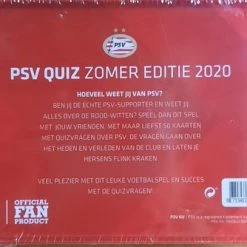 PSV
PSV QUIZ ZOMER EDITIE 2020
HOEVEEL WEET JIJ VAN PSV?
BEN JIJ DE ECHTE PSV-SUPPORTER EN WEET JIJ
ALLES OVER DE ROOD-WITTEN? SPEEL DAN DIT SPEL
MET JOUW VRIENDEN. MET MAAR LIEFST 50 KAARTEN
MET QUIZVRAGEN OVER PSV. DE VRAGEN GAAN OVER
HET HEDEN EN VERLEDEN VAN DE CLUB EN LATEN JE
HERSENS FLINK KRAKEN
VEEL PLEZIER MET DIT LEUKE VOETBALSPEL EN SUCCES
MET DE QUIZVRAGEN!
OFFICIAL
FAN
PRODUCT
PSV NV